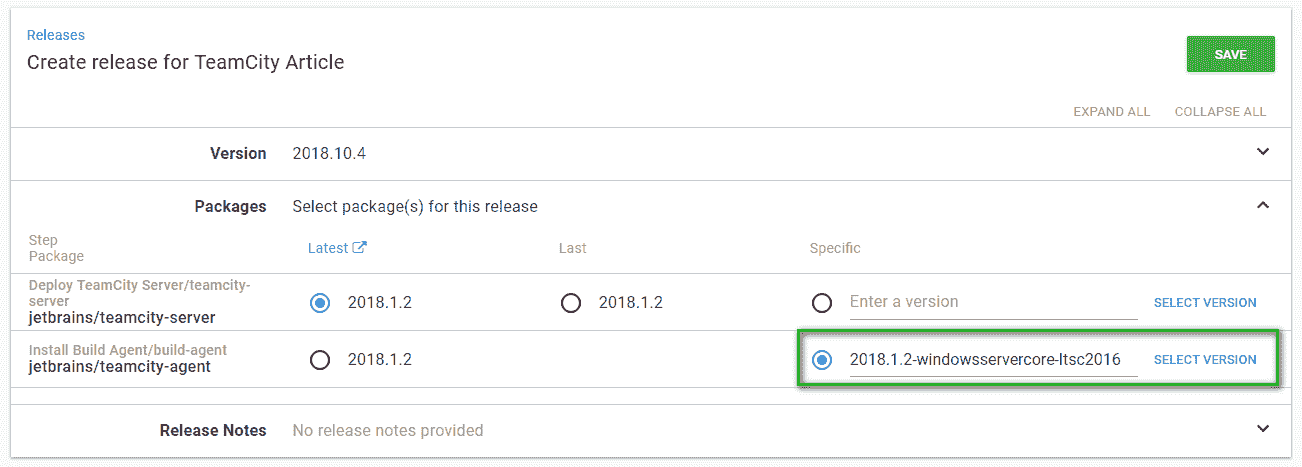 Releases
Create release for TeamCity Article
SAVE
EXPAND ALL COLLAPSE ALL
Version 2018.10.4
Packages Select package(s) for this release
Step
Package
Latest Last Specific
Deploy TeamCity Server/teamcity-
server
jetbrains/teamcity-server
2018.1.2 2018.1.2 Enter a version SELECT VERSION
Install Build Agent/build-agent
jetbrains/teamcity-agent
2018.1.2 2018.1.2-windowsservercore-ltsc2016 SELECT VERSION
Release Notes No release notes provided